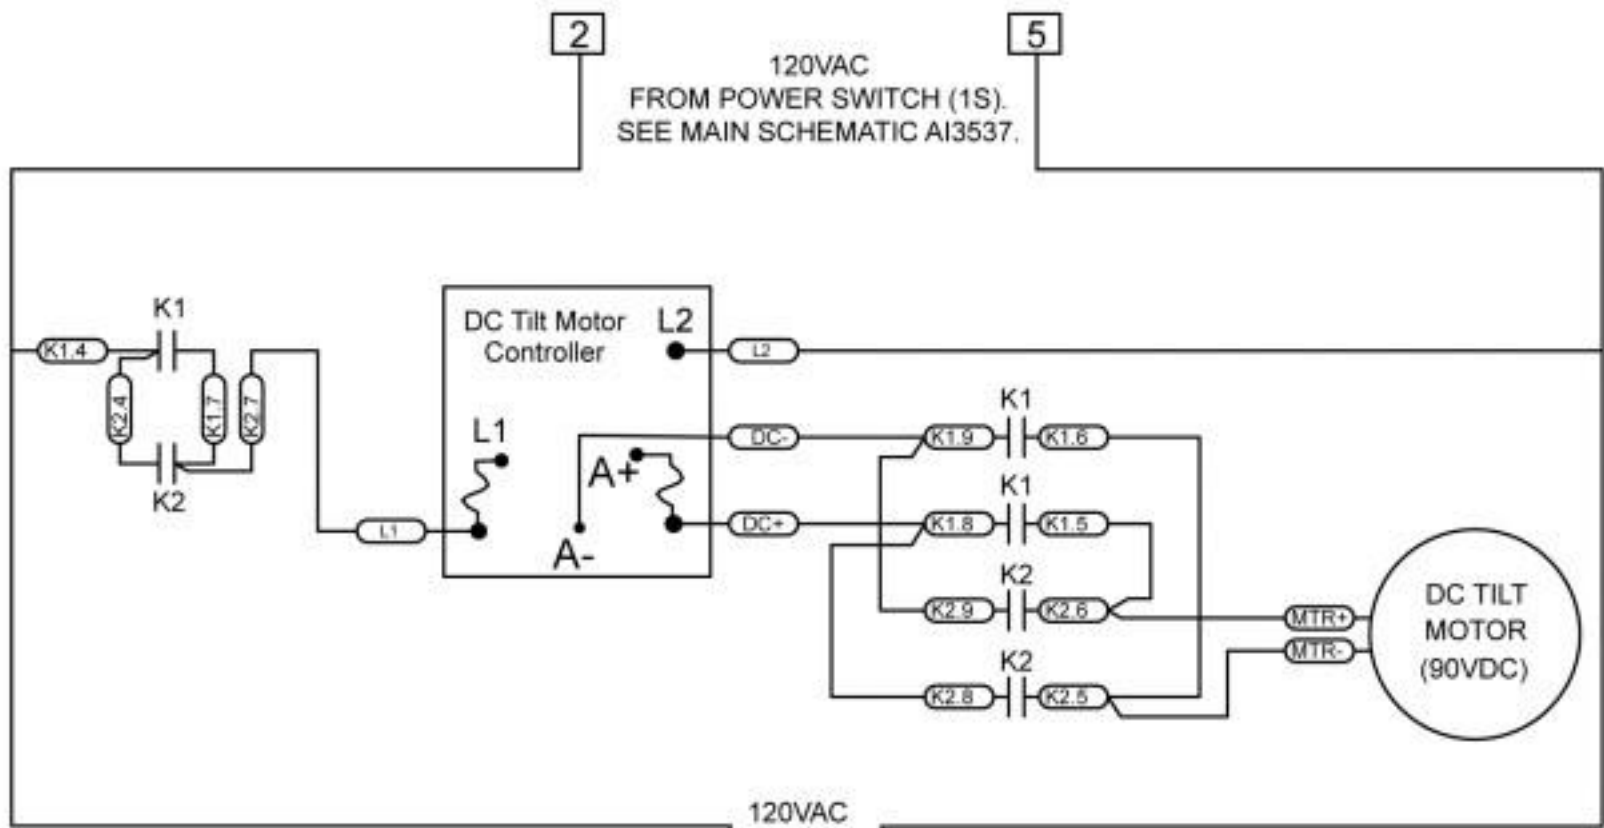 2
5
120VAC
FROM POWER SWITCH (1S).
SEE MAIN SCHEMATIC AI3537.
K1
K1.4
K2.4
K1.7
K2.7
K2
DC Tilt Motor
Controller
L2
L2
L1
L1
A+
A-
DC-
DC+
K1
K1.9
K1.6
K1
K1.8
K1.5
K2
K2.9
K2.6
K2
K2.8
K2.5
MTR+
MTR-
DC TILT
MOTOR
(90VDC)
120VAC